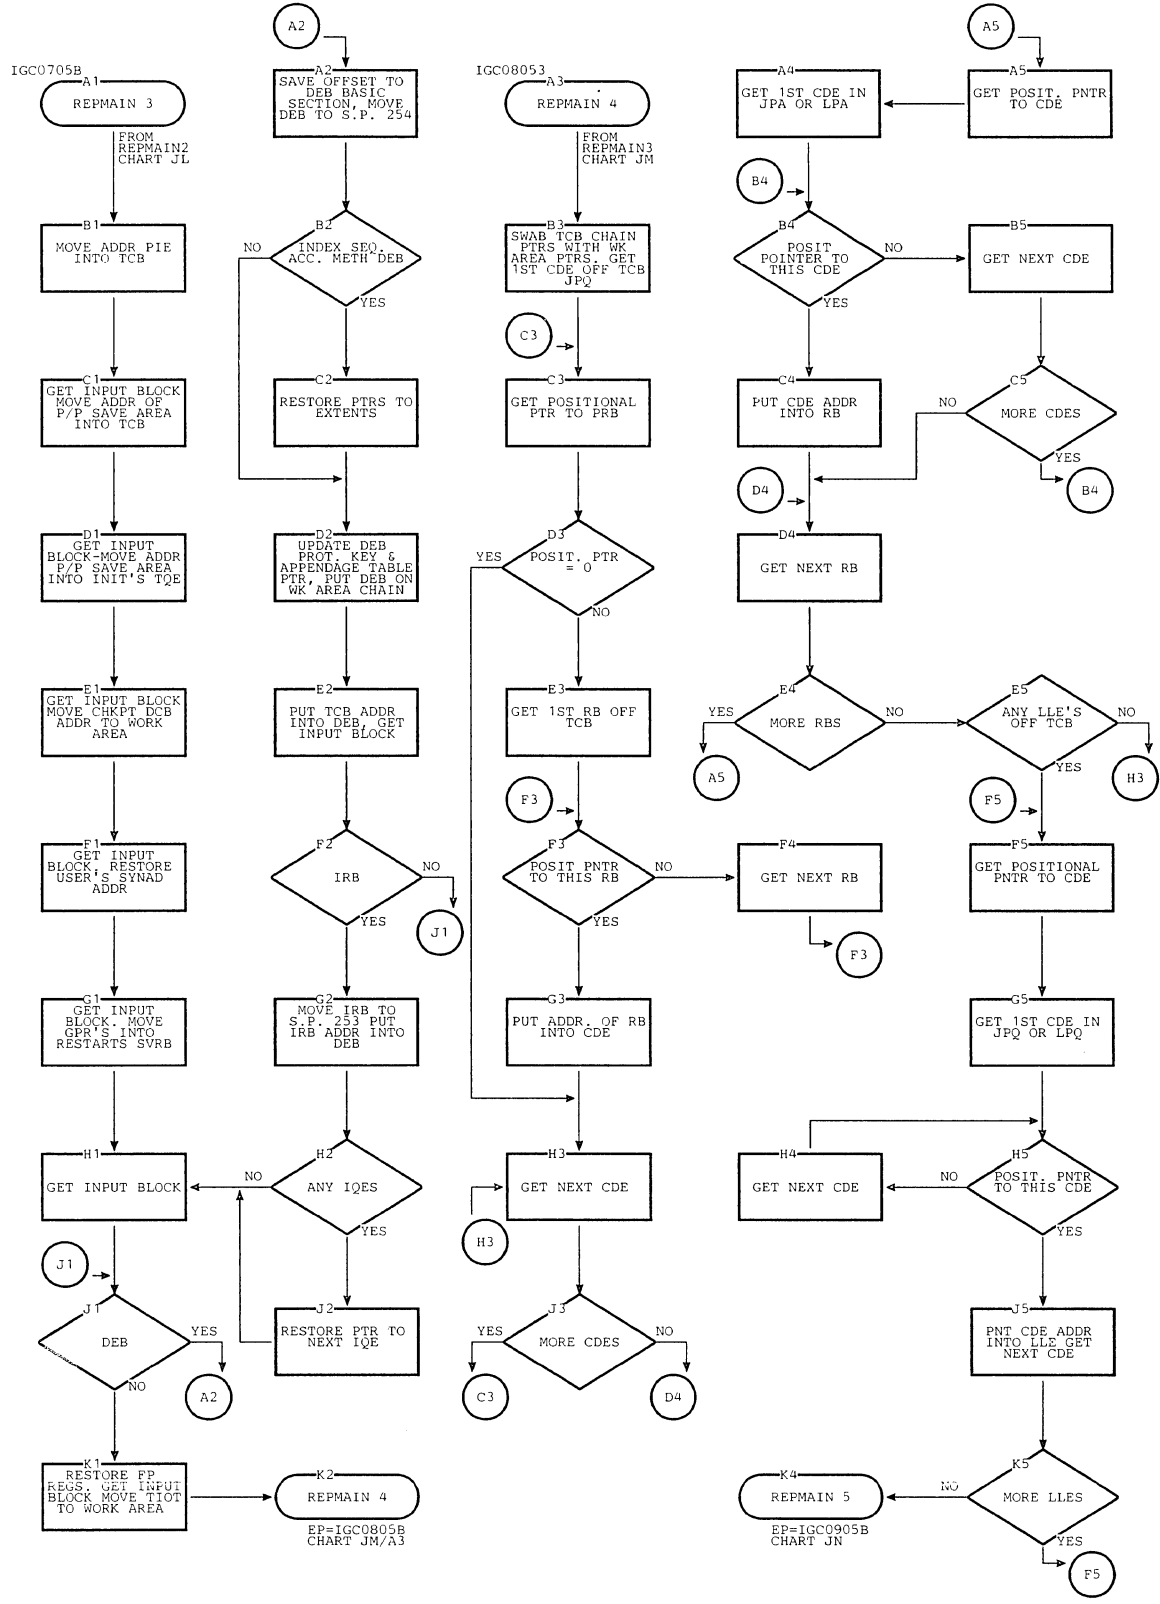 A2
IGC0705B
A1
REPMAIN 3
FROM
REPMAIN2
CHART JL
B1
MOVE ADDR PIE
INTO TCB
C1
GET INPUT BLOCK
MOVE ADDR OF
P/P SAVE AREA
INTO TCB
D1
GET INPUT
BLOCK-MOVE ADDR
P/P SAVE AREA
INTO INIT'S TQE
E1
GET INPUT BLOCK
MOVE CHKPT DCB
ADDR TO WORK
AREA
F1
GET INPUT
BLOCK, RESTORE
USER'S SYNAD
ADDR
G1
GET INPUT
BLOCK. MOVE
GPR'S INTO
RESTARTS SVRB
H1
GET INPUT BLOCK
J1
J1
DEB
YES
A2
NO
K1
RESTORE FP
REGS. GET INPUT
BLOCK MOVE TIOT
TO WORK AREA
A2
SAVE OFFSET TO
DEB BASIC
SECTION, MOVE
DEB TO S.P. 254
B2
INDEX SEQ.
ACC. METH DEB
NO
YES
C2
RESTORE PTRS TO
EXTENTS
D2
UPDATE DEB
PROT. KEY &
APPENDAGE TABLE
PTR, PUT DEB ON
WK AREA CHAIN
E2
PUT TCB ADDR
INTO DEB, GET
INPUT BLOCK
F2
IRB
NO
YES
J1
G2
MOVE IRB TO
S.P. 253 PUT
IRB ADDR INTO
DEB
H2
ANY IQES
NO
YES
J2
RESTORE PTR TO
NEXT IQE
K2
REPMAIN 4
EP=IGC0805B
CHART JM/A3
IGC08053
A3
REPMAIN 4
FROM
REPMAIN3
CHART JM
B3
SWAB TCB CHAIN
PTRS WITH WK
AREA PTRS. GET
1ST CDE OFF TCB
JPQ
C3
C3
GET POSITIONAL
PTR TO PRB
D3
POSIT. PTR
= 0
YES
NO
E3
GET 1ST RB OFF
TCB
F3
F3
POSIT PNTR
TO THIS RB
NO
YES
G3
PUT ADDR. OF RB
INTO CDE
H3
GET NEXT CDE
H3
J3
MORE CDES
YES
NO
C3
D4
A4
GET 1ST CDE IN
JPA OR LPA
B4
B4
POSIT
POINTER TO
THIS CDE
NO
YES
C4
PUT CDE ADDR
INTO RB
D4
D4
GET NEXT RB
E4
MORE RBS
YES
NO
A5
F4
GET NEXT RB
F3
H4
GET NEXT CDE
K4
REPMAIN 5
EP=IGC0905B
CHART JN
A5
A5
GET POSIT. PNTR
TO CDE
B5
GET NEXT CDE
C5
MORE CDES
NO
YES
B4
E5
ANY LLE'S
OFF TCB
NO
YES
H3
F5
F5
GET POSITIONAL
PNTR TO CDE
G5
GET 1ST CDE IN
JPQ OR LPQ
H5
POSIT. PNTR
TO THIS CDE
NO
YES
J5
PNT CDE ADDR
INTO LLE GET
NEXT CDE
K5
MORE LLES
NO
YES
F5